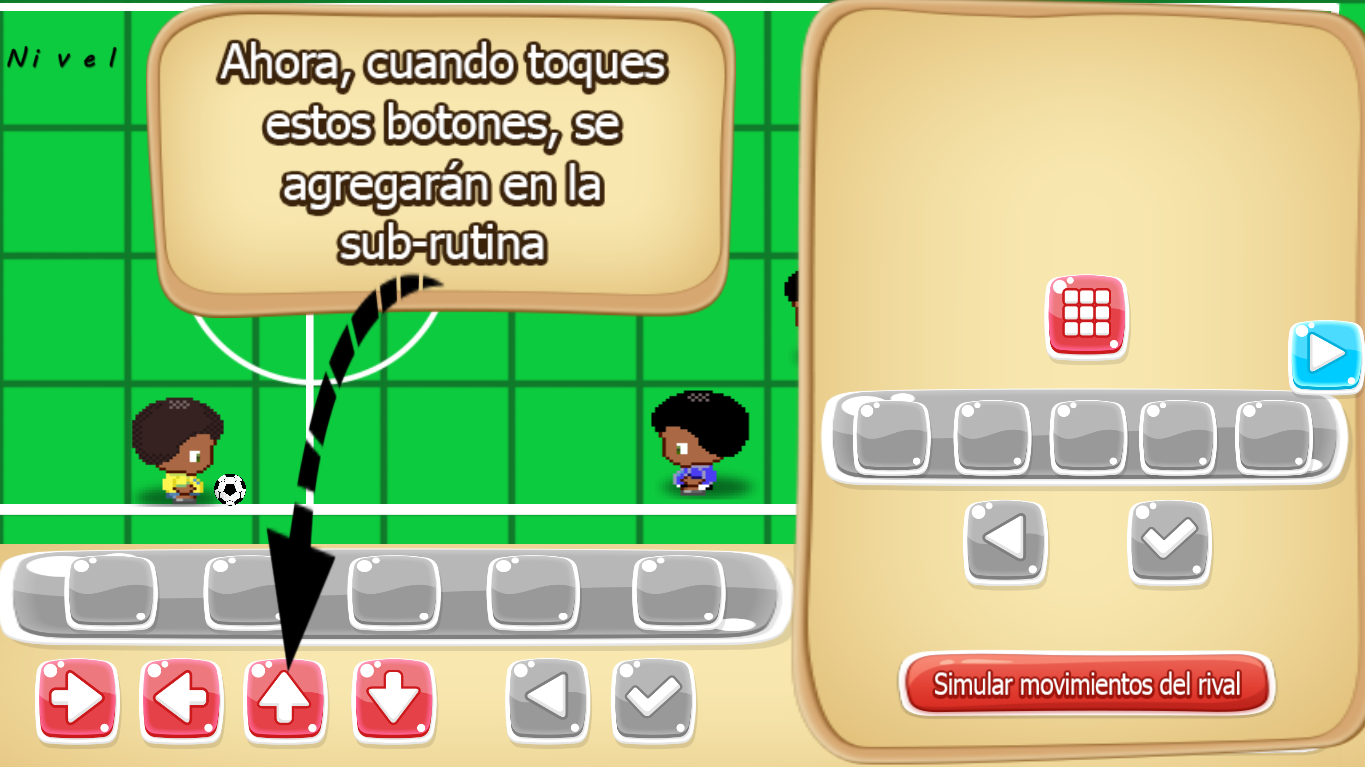 Nivel
Ahora, cuando toques
estos botones, se
agregarán en la
sub-rutina
Simular movimientos del rival